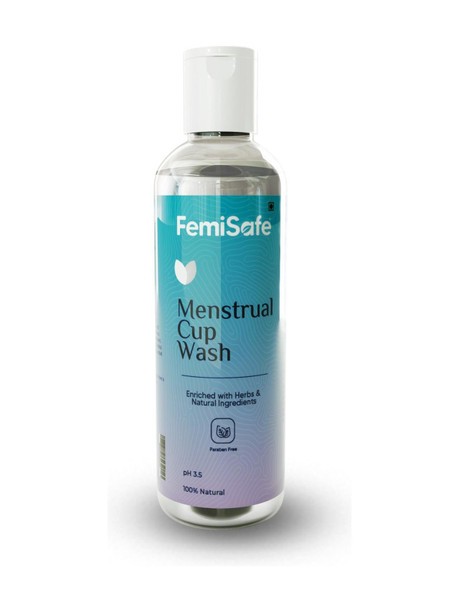 FemiSafe
Menstrual
Cup
Wash
Enriched with Herbs &
Natural Ingredients
Paraben Free
pH 3.5
100% Natural